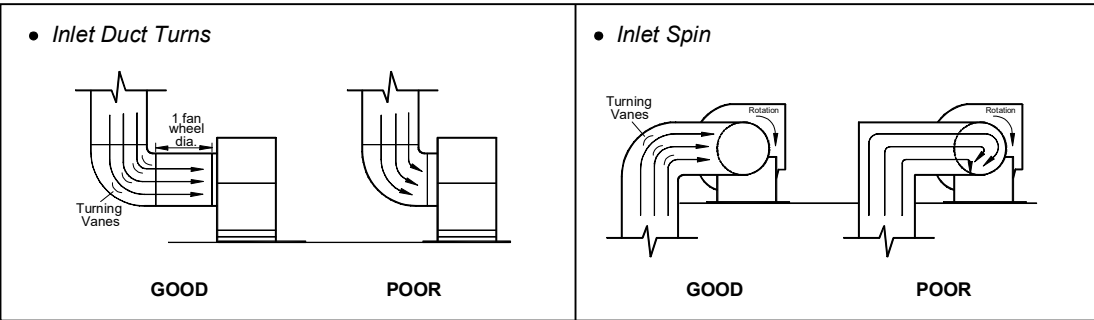 • Inlet Duct Turns
1 fan
wheel
dia.
Turning
Vanes
GOOD
POOR
• Inlet Spin
Turning
Vanes
Rotation
Rotation
GOOD
POOR